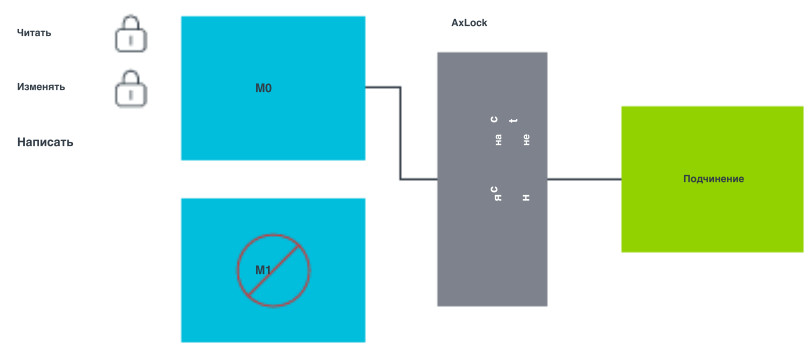 Читать
AxLock
Изменять
M0
Написать
Подчинение
M1